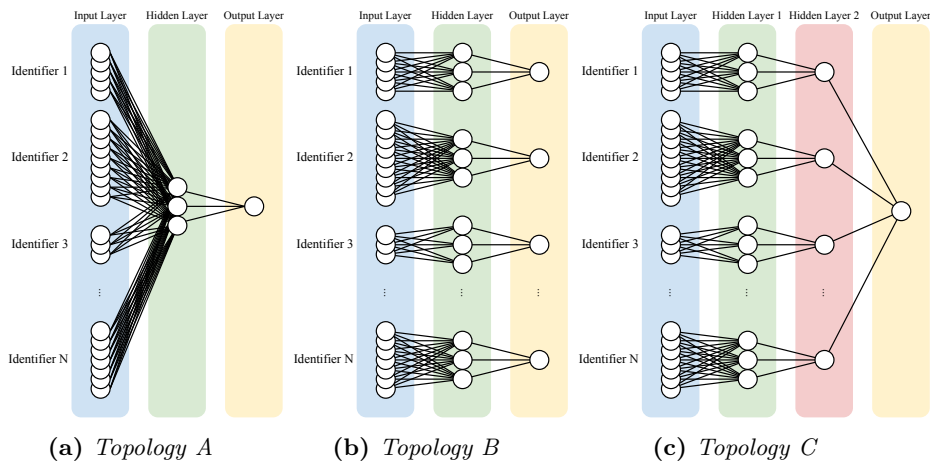 Input Layer Hidden Layer Output Layer
Identifier 1
Identifier 2
Identifier 3
...
Identifier N
(a) Topology A
Input Layer Hidden Layer Output Layer
Identifier 1
Identifier 2
Identifier 3
... ... ...
Identifier N
(b) Topology B
Input Layer Hidden Layer 1 Hidden Layer 2 Output Layer
Identifier 1
Identifier 2
Identifier 3
... ... ...
Identifier N
(c) Topology C